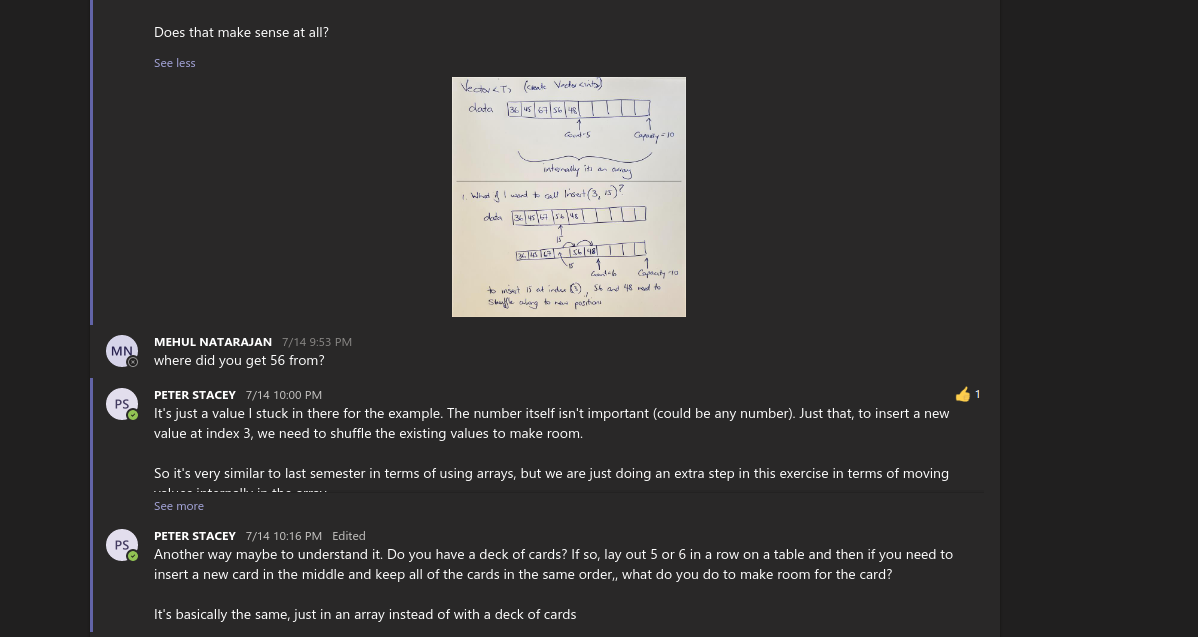 Does that make sense at all?
See less
Vector<T> (create Vector<int>)
data 36 45 67 56 48
Count=5 Capacity=10
internally its an array
1. What if I want to call Insert(3, 15)?
data 36 45 67 56 48
15
36 45 67 56 48
15 Count=6 Capacity=10
to insert 15 at index 3, 56 and 48 need to
shuffle along to new position
MN
MEHUL NATARAJAN 7/14 9:53 PM
where did you get 56 from?
PS
PETER STACEY 7/14 10:00 PM
👍 1
It's just a value I stuck in there for the example. The number itself isn't important (could be any number). Just that, to insert a new
value at index 3, we need to shuffle the existing values to make room.
So it's very similar to last semester in terms of using arrays, but we are just doing an extra step in this exercise in terms of moving
values internally in the array
See more
PS
PETER STACEY 7/14 10:16 PM Edited
Another way maybe to understand it. Do you have a deck of cards? If so, lay out 5 or 6 in a row on a table and then if you need to
insert a new card in the middle and keep all of the cards in the same order,, what do you do to make room for the card?
It's basically the same, just in an array instead of with a deck of cards